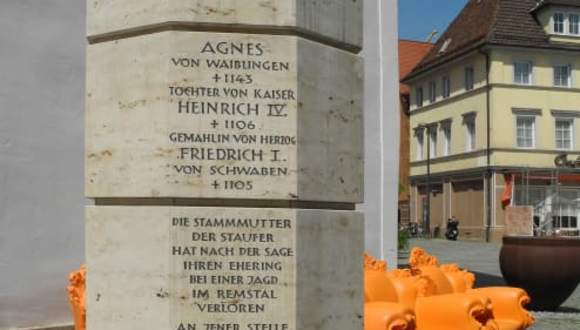 AGNES
VON WAIBLINGEN
+1143
TOCHTER VON KAISER
HEINRICH IV.
+1106
GEMAHLIN VON HERZOG
FRIEDRICH I.
VON SCHWABEN
+1105
DIE STAMMMUTTER
DER STAUFER
HAT NACH DER SAGE
IHREN EHERING
BEI EINER JAGD
IM REMSTAL
VERLOREN
AN JENER STELLE